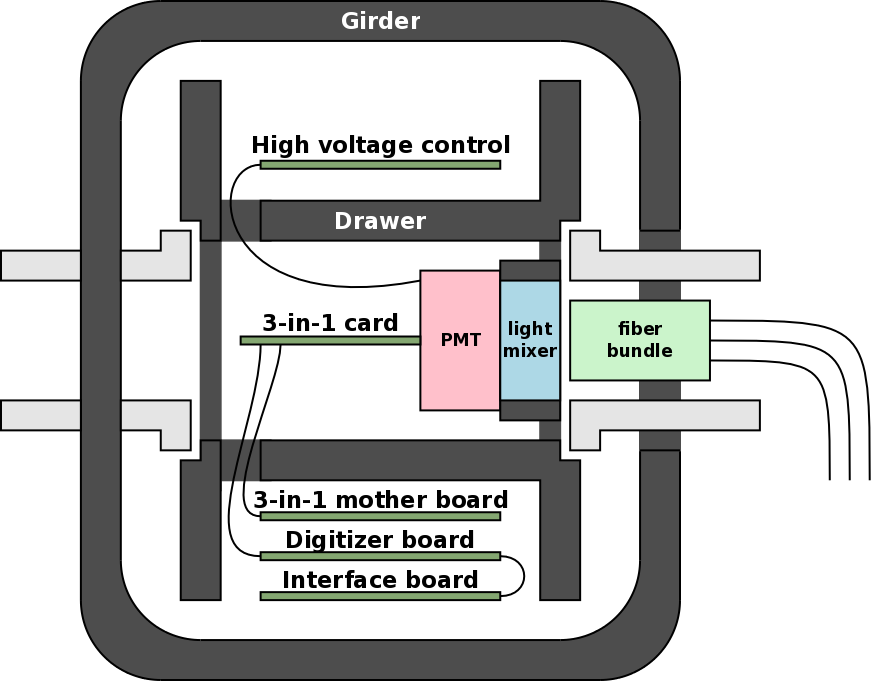 Girder
High voltage control
Drawer
3-in-1 card
PMT
light
mixer
fiber
bundle
3-in-1 mother board
Digitizer board
Interface board